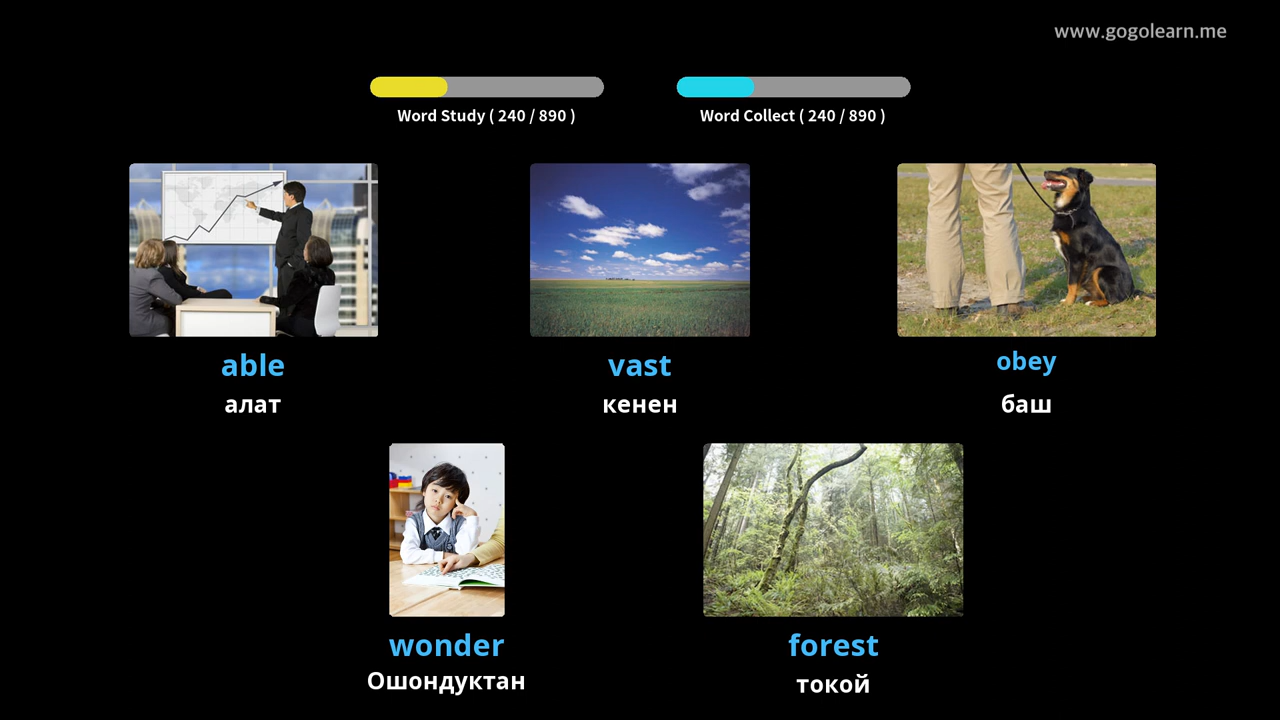 www.gogolearn.me
Word Study ( 240 / 890 )
Word Collect ( 240 / 890 )
able
алат
vast
кенен
obey
баш
wonder
Ошондуктан
forest
токой